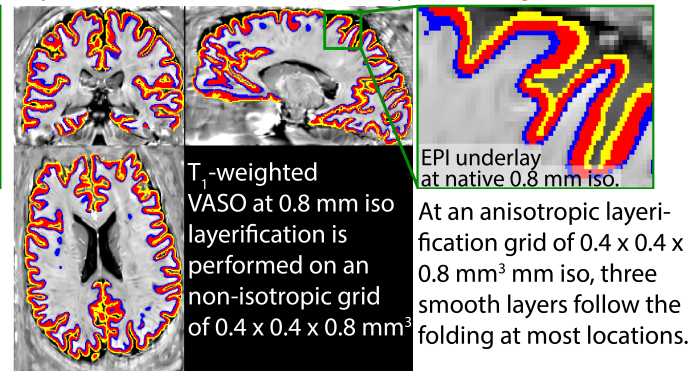 T1-weighted
VASO at 0.8 mm iso
layerification is
performed on an
non-isotropic grid
of 0.4 x 0.4 x 0.8 mm³
EPI underlay
at native 0.8 mm iso.
At an anisotropic layeri-
fication grid of 0.4 x 0.4 x
0.8 mm³ mm iso, three
smooth layers follow the
folding at most locations.